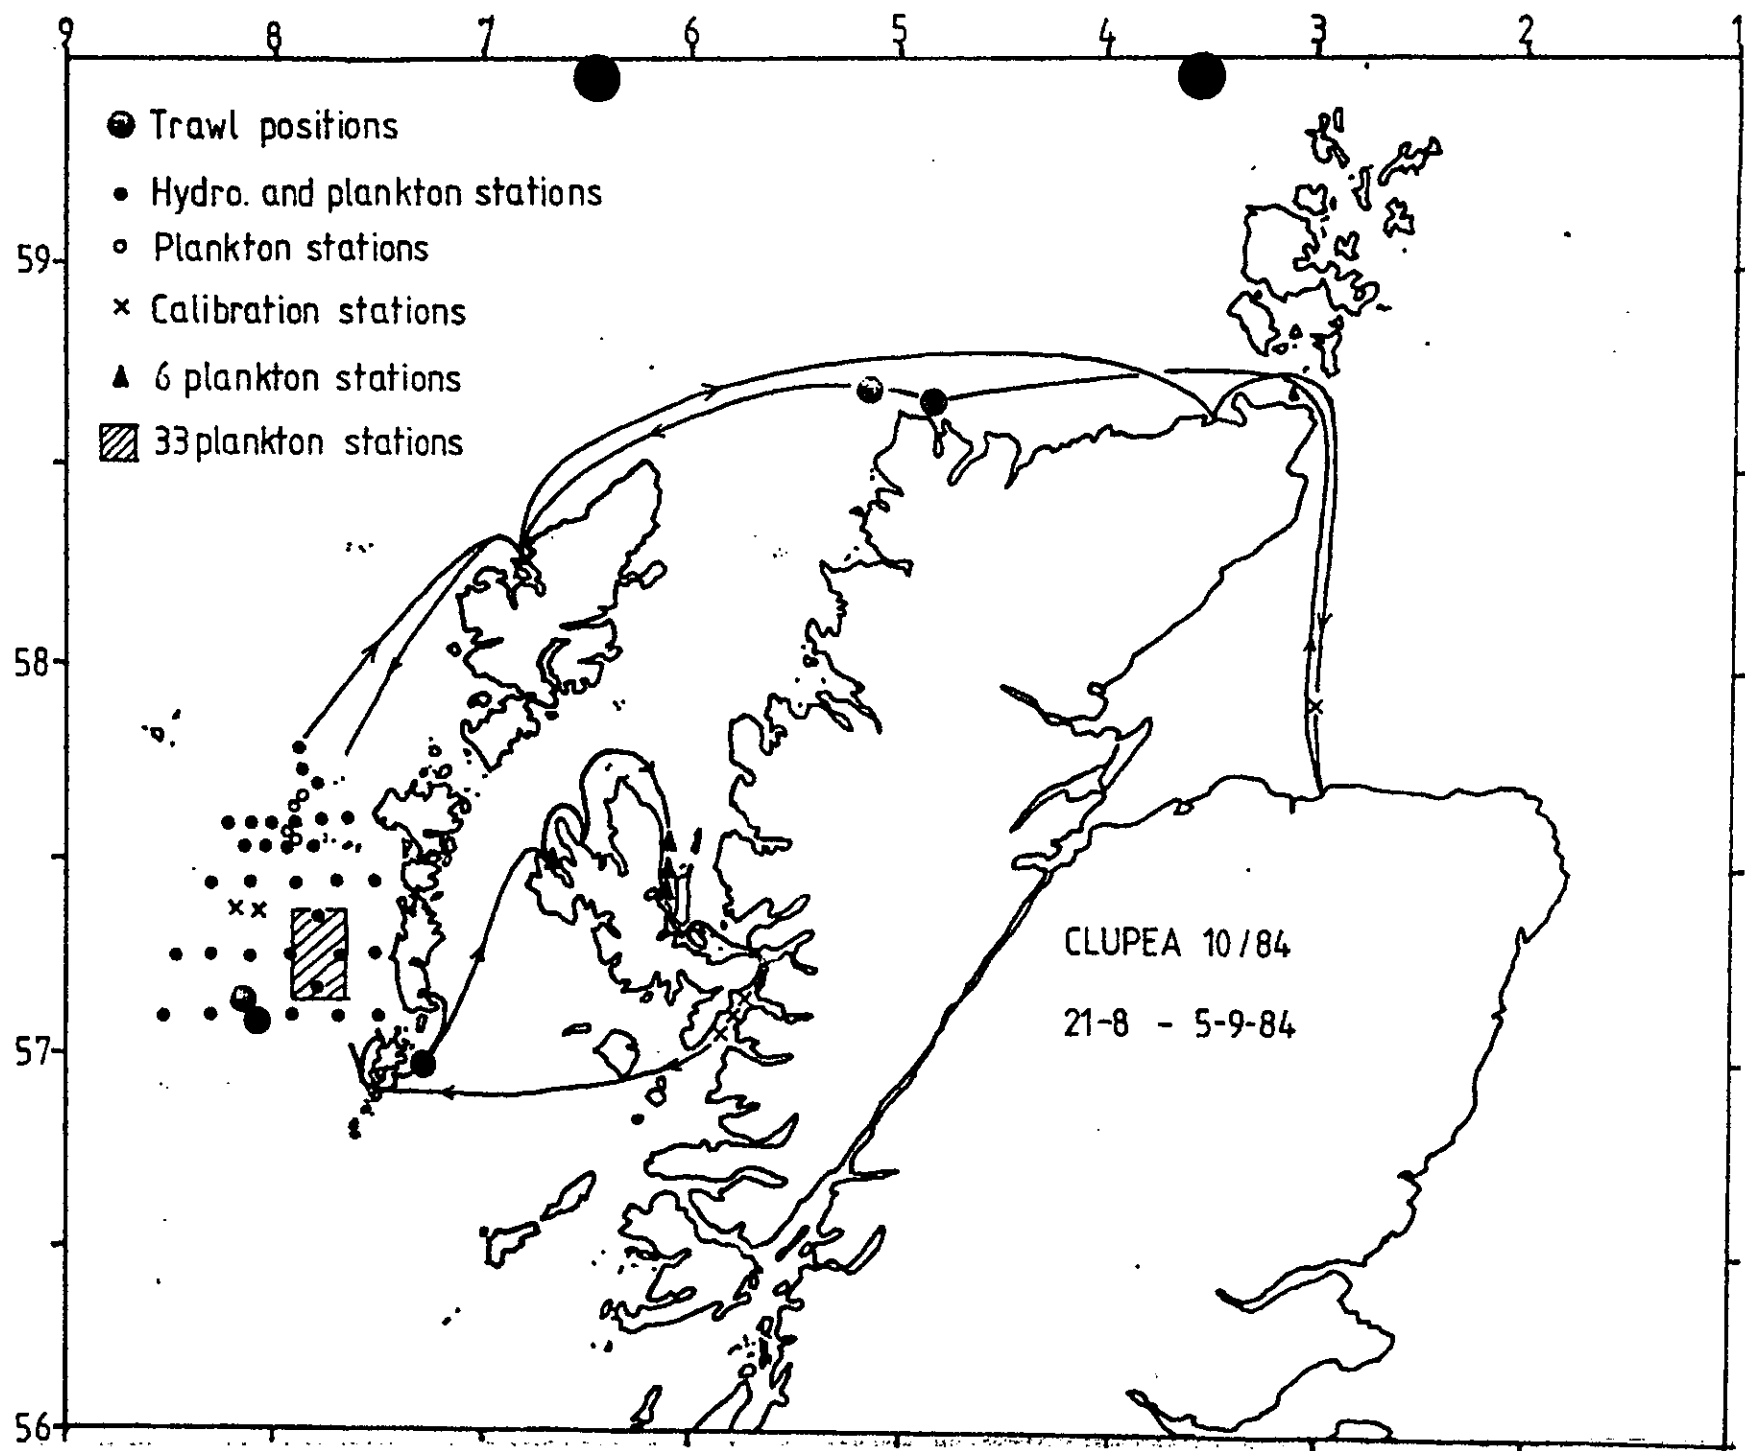 9 8 7 6 5 4 3 2 1
Trawl positions
Hydro. and plankton stations
Plankton stations
Calibration stations
6 plankton stations
33 plankton stations
59
58
57
56
CLUPEA 10/84
21-8 - 5-9-84